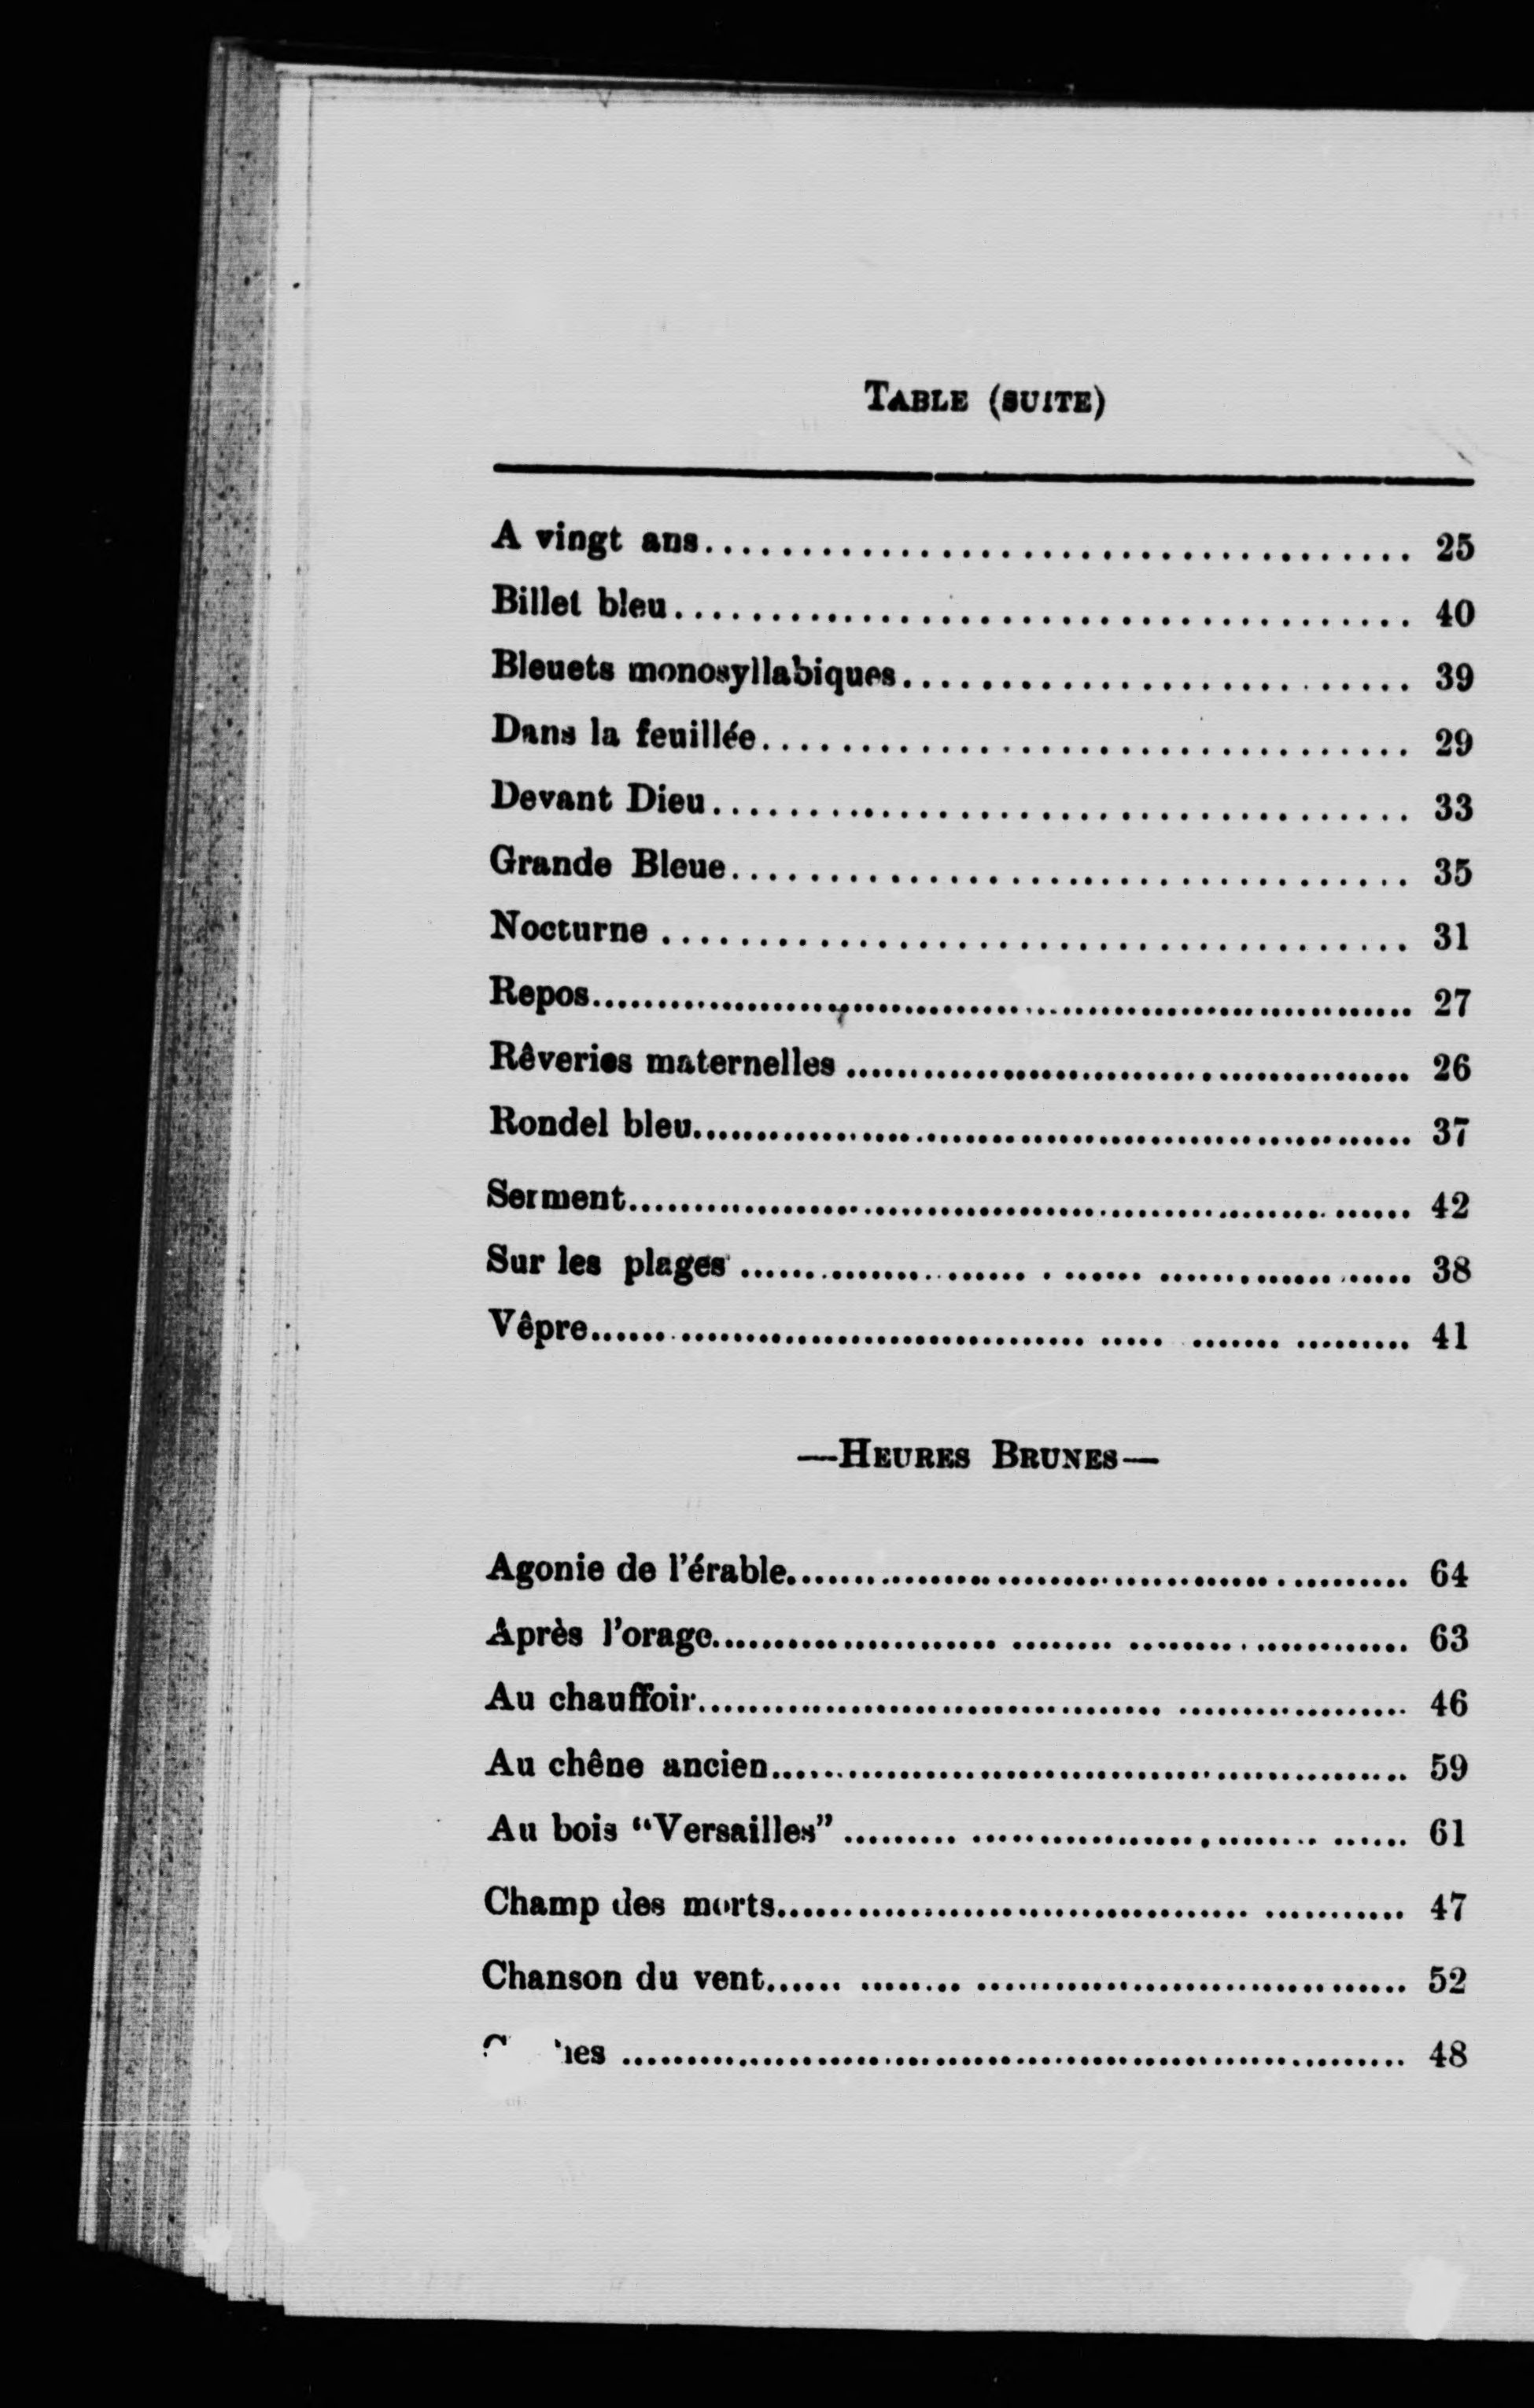 TABLE (SUITE)
A vingt ans........................................ 25
Billet bleu........................................ 40
Bleuets monosyllabiques........................................ 39
Dans la feuillée........................................ 29
Devant Dieu........................................ 33
Grande Bleue........................................ 35
Nocturne ........................................ 31
Repos........................................ 27
Rêveries maternelles ........................................ 26
Rondel bleu........................................ 37
Serment........................................ 42
Sur les plages ........................................ 38
Vêpre........................................ 41
—HEURES BRUNES—
Agonie de l'érable........................................ 64
Après l'orage........................................ 63
Au chauffoir........................................ 46
Au chêne ancien........................................ 59
Au bois “Versailles” ........................................ 61
Champ des morts........................................ 47
Chanson du vent........................................ 52
........................................ 48